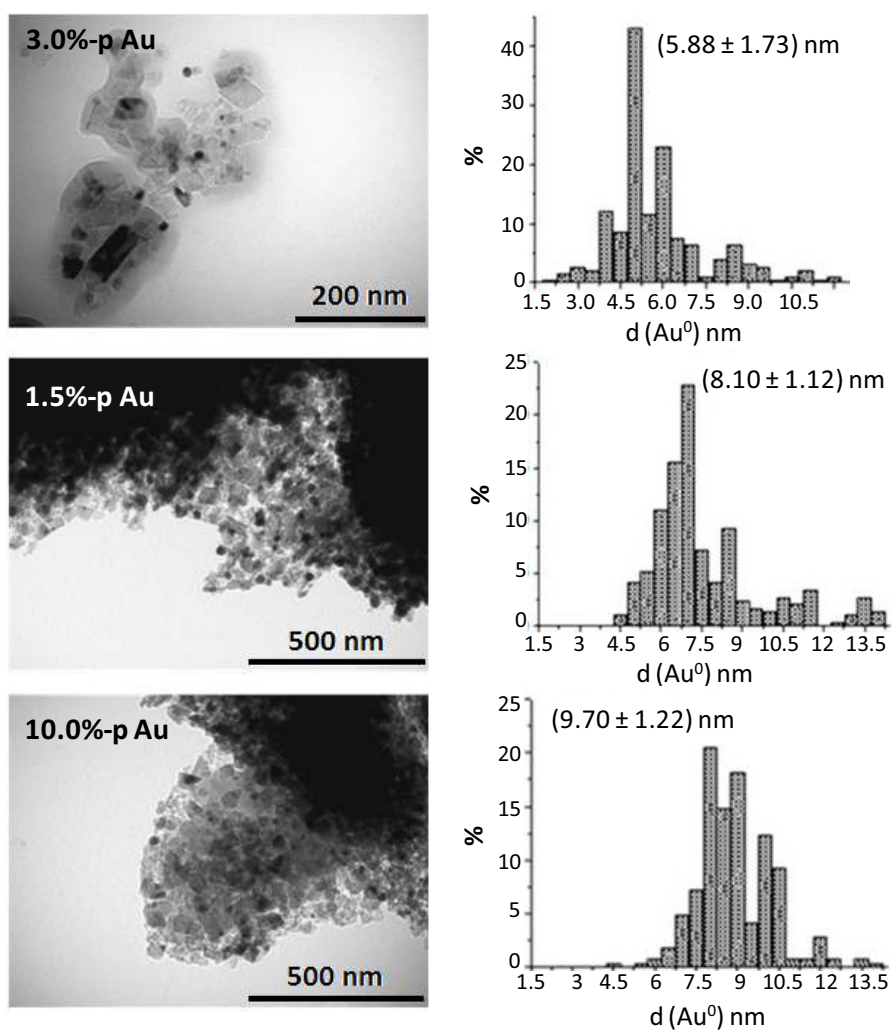 3.0%-p Au
200 nm
(5.88 ± 1.73) nm
%
40
30
20
10
0
1.5 3.0 4.5 6.0 7.5 9.0 10.5
d (Au⁰) nm
1.5%-p Au
500 nm
(8.10 ± 1.12) nm
%
25
20
15
10
5
0
1.5 3 4.5 6 7.5 9 10.5 12 13.5
d (Au⁰) nm
10.0%-p Au
500 nm
(9.70 ± 1.22) nm
%
25
20
15
10
5
0
1.5 3 4.5 6 7.5 9 10.5 12 13.5
d (Au⁰) nm